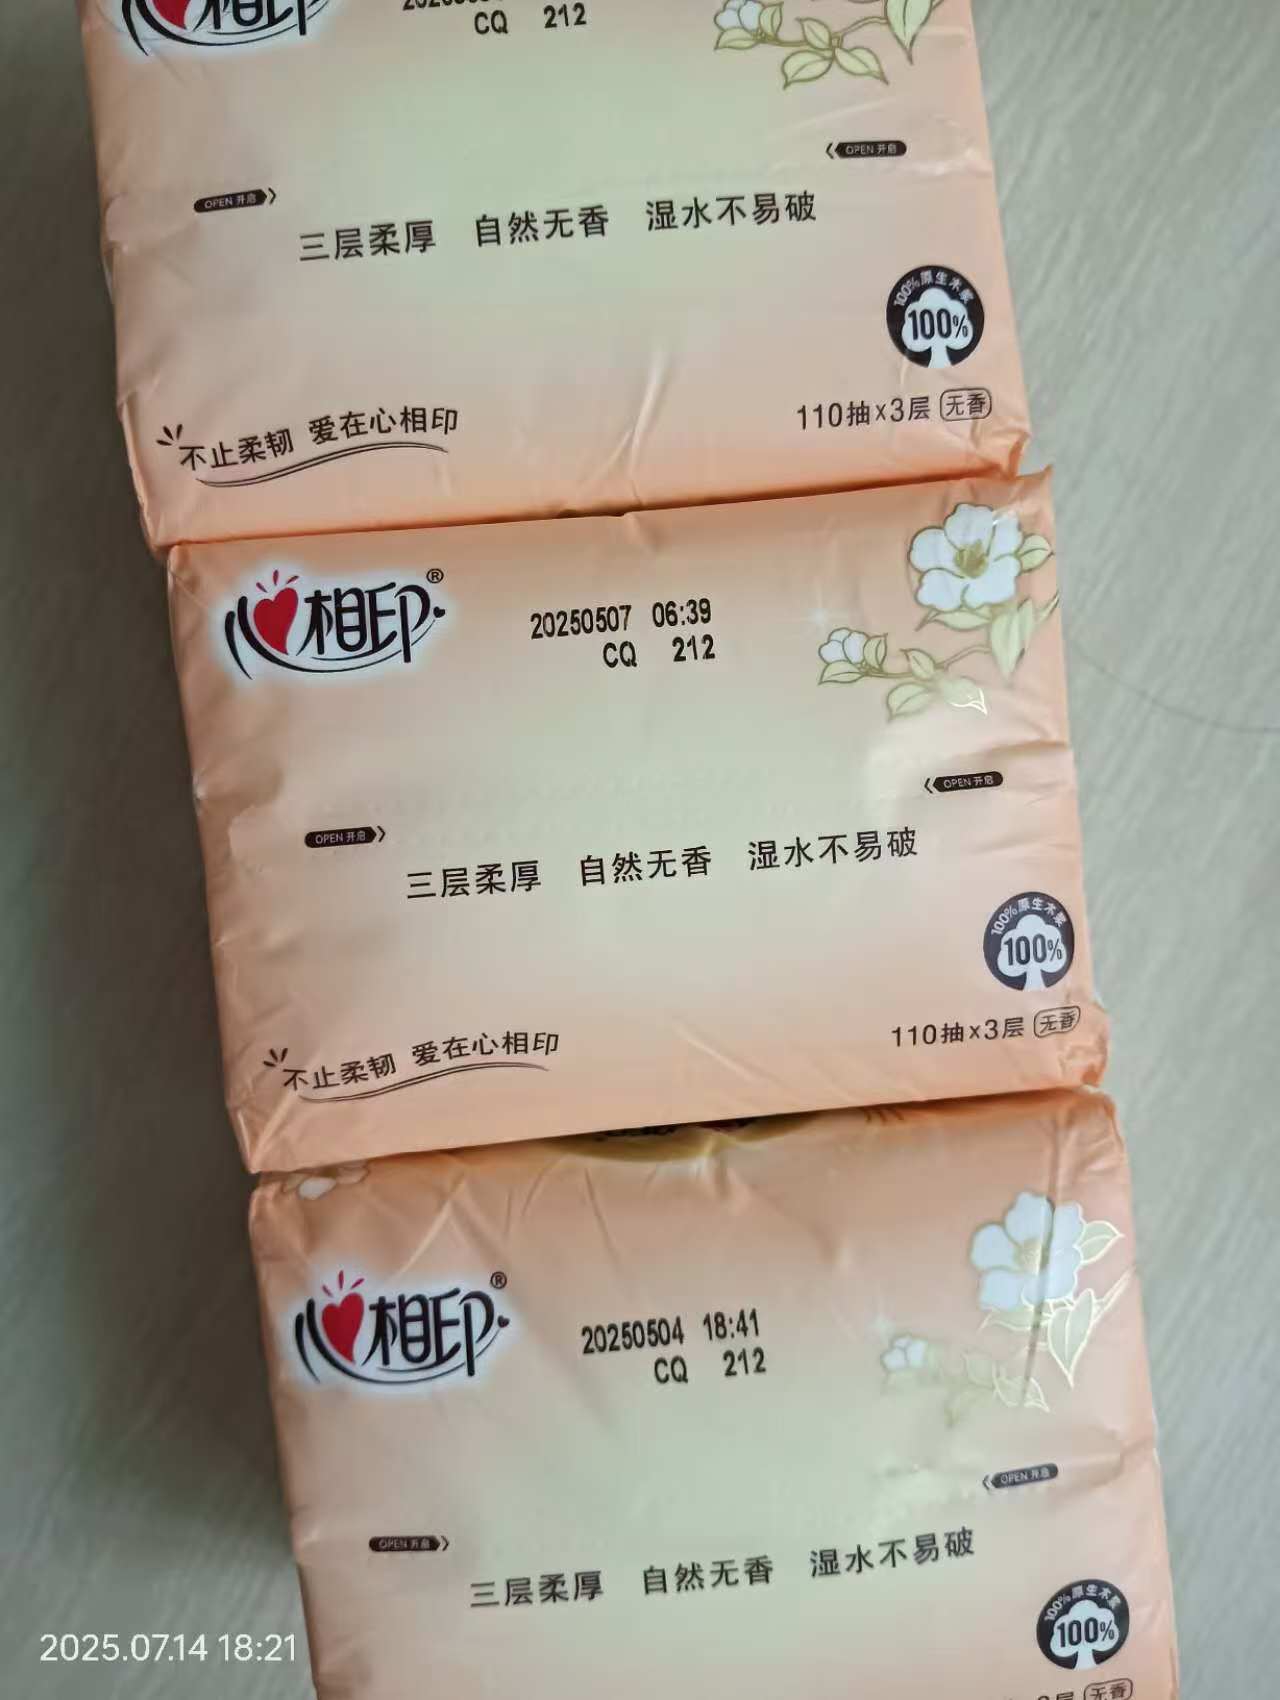 心相印
CQ 212
OPEN 开启
OPEN 开启
三层柔厚 自然无香 湿水不易破
100%原生木浆
100%
110抽x3层 无香
不止柔韧 爱在心相印
心相印®
20250507 06:39
CQ 212
OPEN 开启
OPEN 开启
三层柔厚 自然无香 湿水不易破
100%原生木浆
100%
110抽x3层 无香
不止柔韧 爱在心相印
心相印®
20250504 18:41
CQ 212
OPEN 开启
OPEN 开启
三层柔厚 自然无香 湿水不易破
100%原生木浆
100%
无香
2025.07.14 18:21